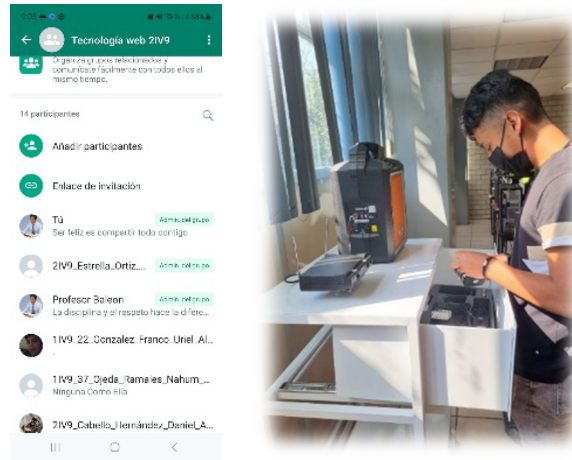 Tecnología web 2IV9
Organiza grupos relacionados y
comunícate fácilmente con todos ellos al
mismo tiempo.
14 participantes
Añadir participantes
Enlace de invitación
Tú
Admin. del grupo
Ser feliz es compartir todo contigo
2IV9_Estrella_Ortiz_...
Admin. del grupo
Profesor Baleon
Admin. del grupo
La disciplina y el respeto hace la difere...
1IV9_22_Gonzalez_Franco_Uriel_Al...
1IV9_37_Ojeda_Ramales_Nahum_...
Ninguna Como Ella
2IV9_Cabello_Hernández_Daniel_A...